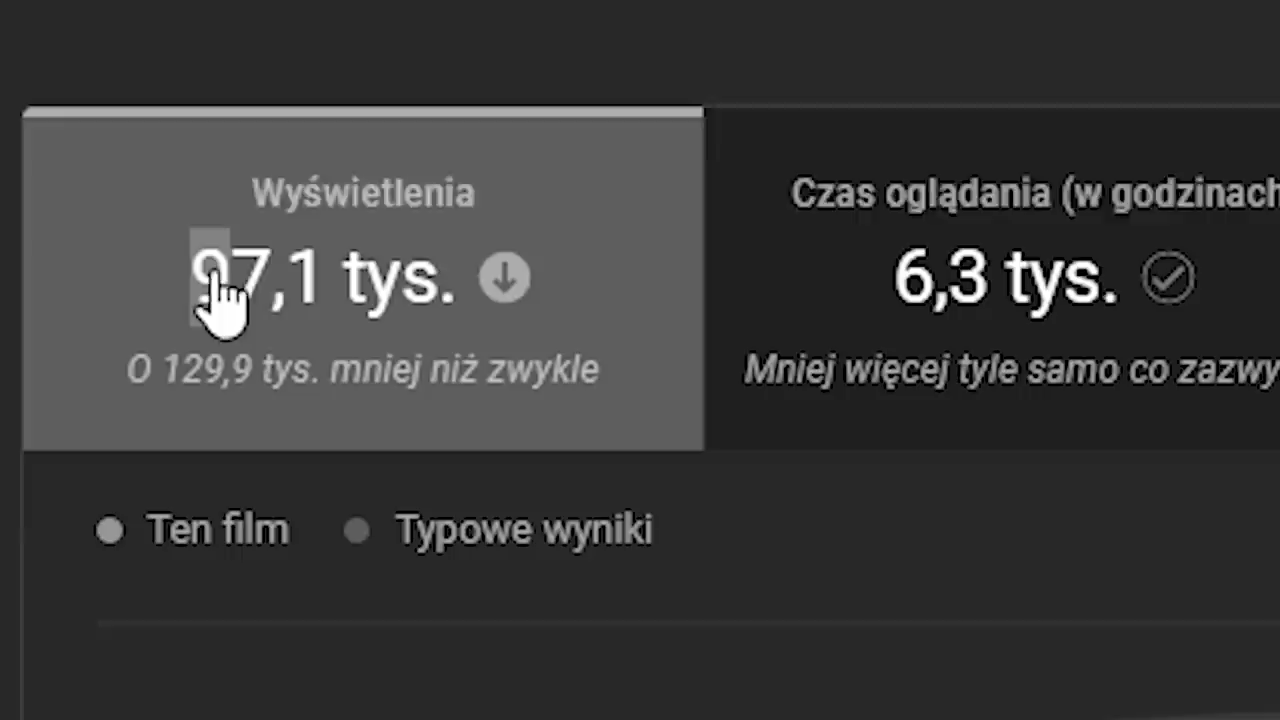 Wyświetlenia
97,1 tys.
O 129,9 tys. mniej niż zwykle
Czas oglądania (w godzinach
6,3 tys.
Mniej więcej tyle samo co
Ten film
Typowe wyniki